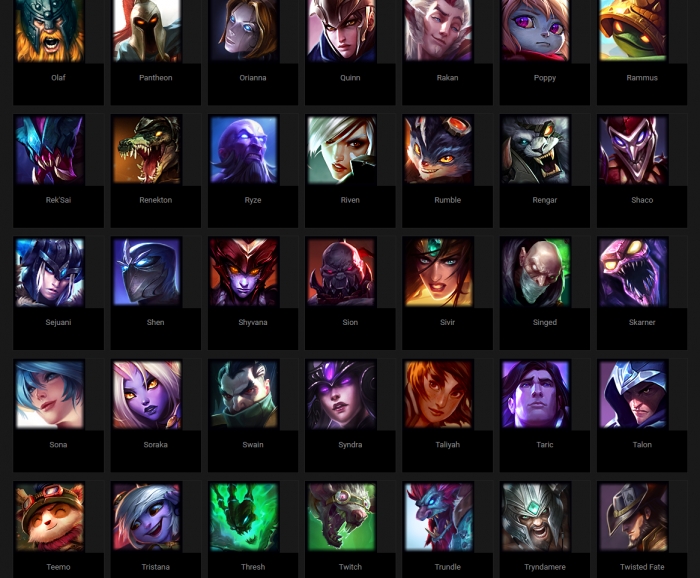 Olaf Pantheon Orianna Quinn Rakan Poppy Rammus
Rek'Sai Renekton Ryze Riven Rumble Rengar Shaco
Sejuani Shen Shyvana Sion Sivir Singed Skarner
Sona Soraka Swain Syndra Taliyah Taric Talon
Teemo Tristana Thresh Twitch Trundle Tryndamere Twisted Fate